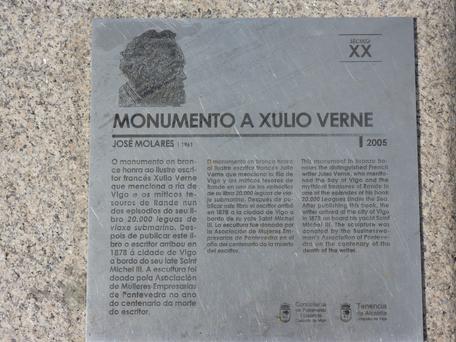 SÉCULO
XX
MONUMENTO A XULIO VERNE
JOSÉ MOLARES | 1961
2005
O monumento en bron-
ce honra ao ilustre escri-
tor francés Xulio Verne
que menciona a ría de
Vigo e os míticos te-
souros de Rande nun
dos episodios do seu li-
bro 20.000 leguas de
viaxe submarino. Des-
pois de publicar este li-
bro o escritor arribou en
1878 á cidade de Vigo
a bordo do seu iate Saint
Michel III. A escultura foi
doada pola Asociación
de Mulleres Empresarias
de Pontevedra no ano
do centenario da morte
do escritor.
El monumento en bronce honra
al ilustre escritor francés Julio
Verne que menciona la ría de
Vigo y los míticos tesoros de
Rande en uno de los episodios
de su libro 20.000 leguas de via-
je submarino. Después de pu-
blicar este libro el escritor arribó
en 1878 a la ciudad de Vigo a
bordo de su yate Saint Michel
III. La escultura fue donada por
la Asociación de Mujeres Em-
presarias de Pontevedra en el
año del centenario de la muerte
del escritor.
This monument in bronze ho-
nors the distinguished French
writer Jules Verne, who mentio-
ned the bay of Vigo and the
mythical treasures of Rande in
one of the episodes of his book
20.000 Leagues Under the Sea.
After publishing this book, the
writer arrived at the city of Vigo
in 1878 on board his yacht Saint
Michel III. The sculpture was
donated by the Businesswo-
man's Association of Ponteve-
dra on the centenary of the
death of the writer.
Concellería
de Patrimonio
Concello de Vigo
Tenencia
de Alcaldía
Concello de Vigo